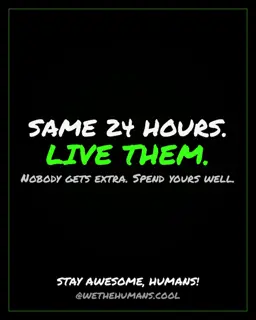 SAME 24 HOURS.
LIVE THEM.
NOBODY GETS EXTRA. SPEND YOURS WELL.
STAY AWESOME, HUMANS!
@WETHEHUMANS.COOL